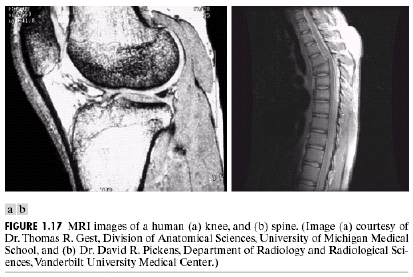 a b
FIGURE 1.17 MRI images of a human (a) knee, and (b) spine. (Image (a) courtesy of
Dr. Thomas R. Gest, Division of Anatomical Sciences, University of Michigan Medical
School, and (b) Dr. David R. Pickens, Department of Radiology and Radiological Sci-
ences, Vanderbilt University Medical Center.)